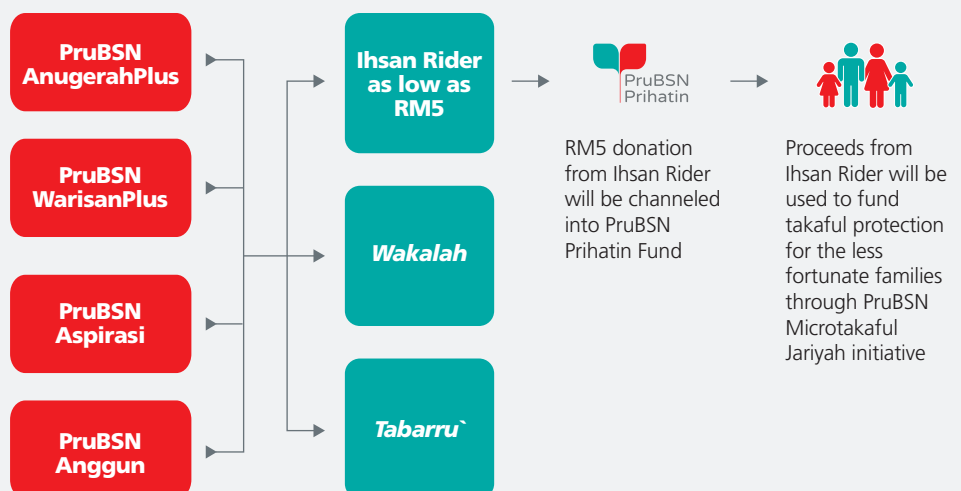 PruBSN
AnugerahPlus
PruBSN
WarisanPlus
PruBSN
Aspirasi
PruBSN
Anggun
Ihsan Rider
as low as
RM5
Wakalah
Tabarru`
PruBSN
Prihatin
RM5 donation
from Ihsan Rider
will be channeled
into PruBSN
Prihatin Fund
Proceeds from
Ihsan Rider will be
used to fund
takaful protection
for the less
fortunate families
through PruBSN
Microtakaful
Jariyah initiative